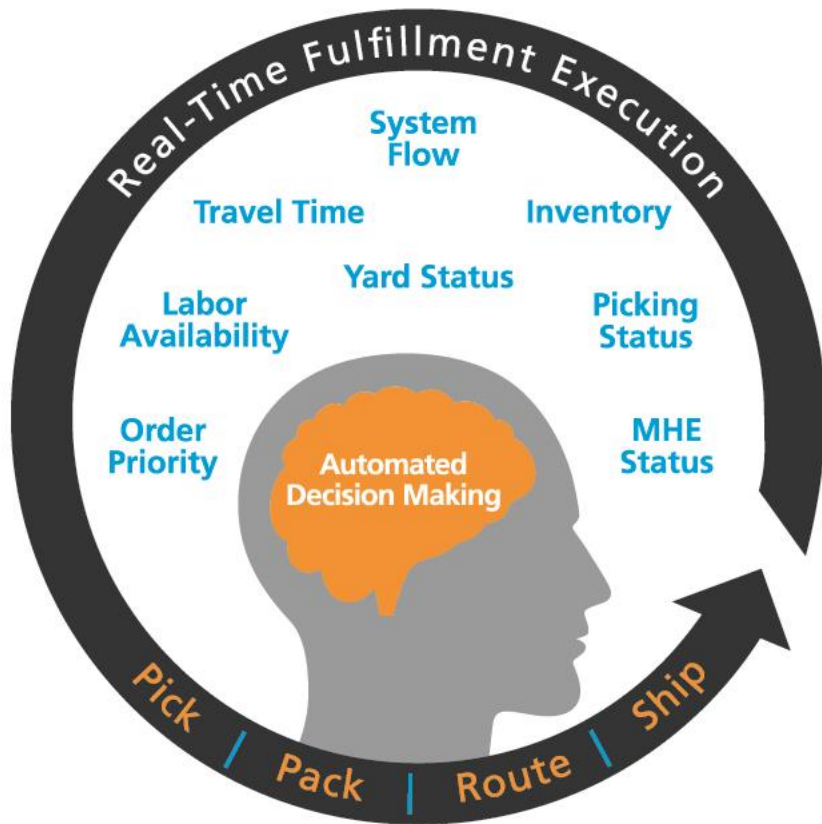 Real-Time Fulfillment Execution
System
Flow
Travel Time
Inventory
Yard Status
Labor
Availability
Picking
Status
Order
Priority
MHE
Status
Automated
Decision Making
Pick | Pack | Route | Ship